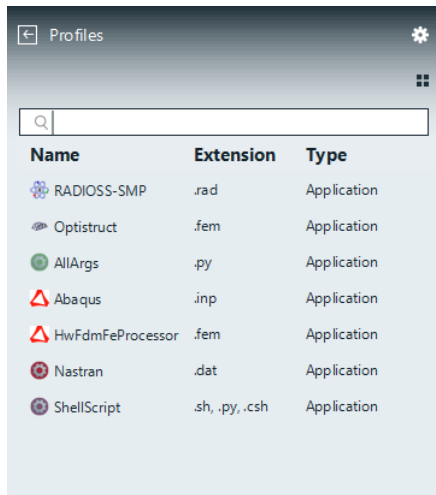 Profiles
Name Extension Type
RADIOSS-SMP .rad Application
Optistruct .fem Application
AllArgs .py Application
Abaqus .inp Application
HwFdmFeProcessor .fem Application
Nastran .dat Application
ShellScript .sh, .py, .csh Application